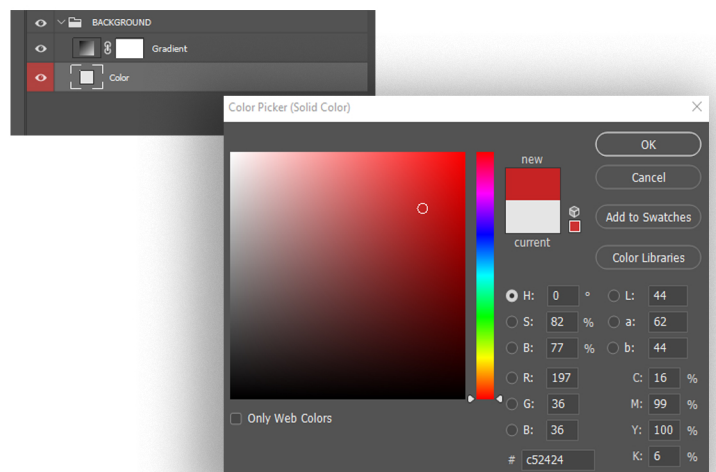 BACKGROUND
Gradient
Color
Color Picker (Solid Color)
new
current
OK
Cancel
Add to Swatches
Color Libraries
H: 0 °
L: 44
S: 82 %
a: 62
B: 77 %
b: 44
R: 197
C: 16 %
G: 36
M: 99 %
B: 36
Y: 100 %
# c52424
K: 6 %
Only Web Colors